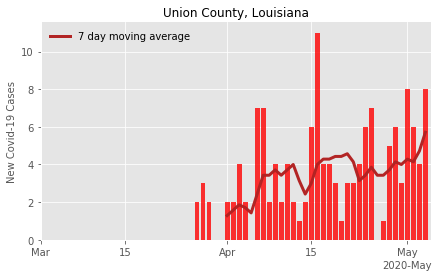 Union County, Louisiana
7 day moving average
New Covid-19 Cases
10
8
6
4
2
0
Mar
15
Apr
15
May
2020-May